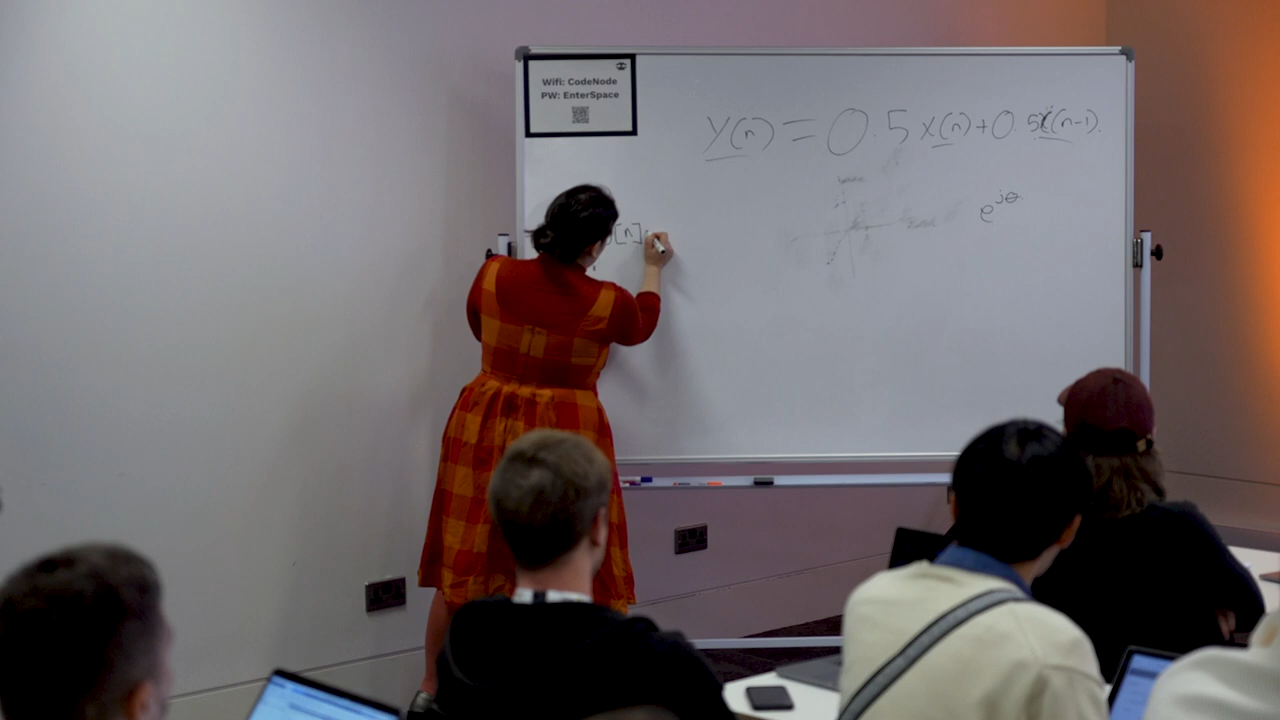 Wifi: CodeNode
PW: EnterSpace
y(n) = 0.5 x(n) + 0.5x(n-1).
e^jθ
[n]